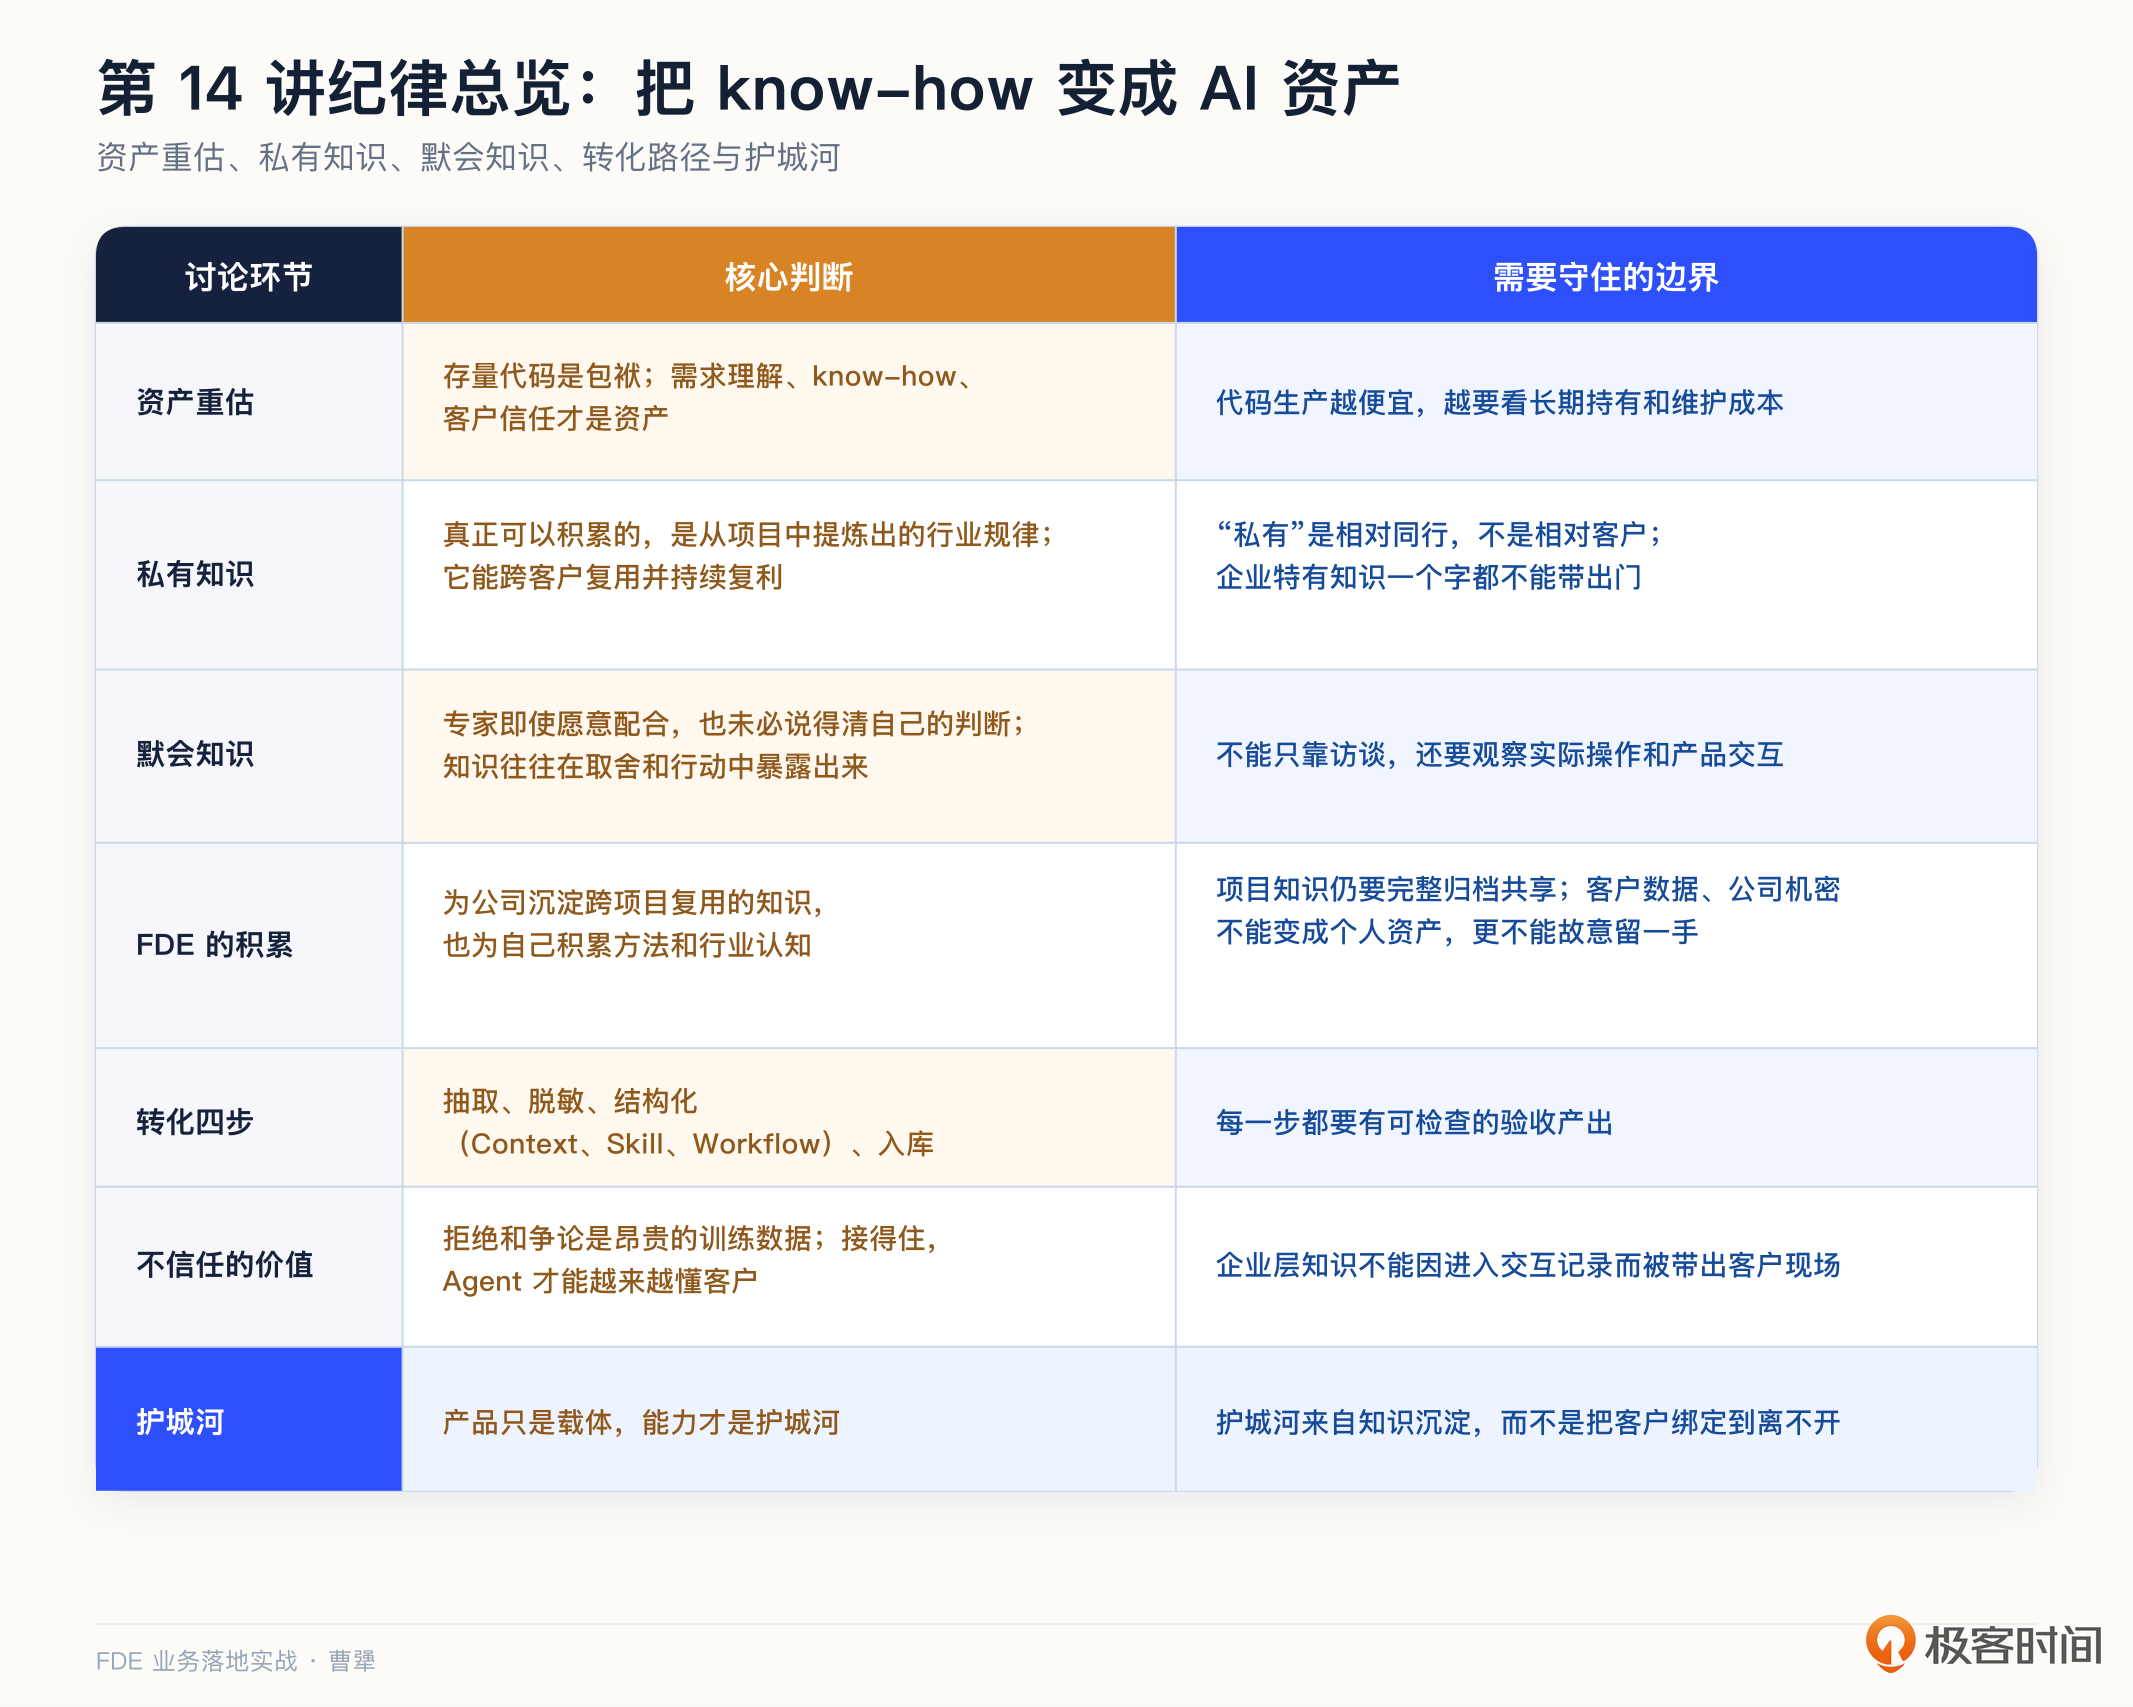 第 14 讲纪律总览：把 know-how 变成 AI 资产
资产重估、私有知识、默会知识、转化路径与护城河
讨论环节
核心判断
需要守住的边界
资产重估
存量代码是包袱；需求理解、know-how、
客户信任才是资产
代码生产越便宜，越要看长期持有和维护成本
私有知识
真正可以积累的，是从项目中提炼出的行业规律；
它能跨客户复用并持续复利
“私有”是相对同行，不是相对客户；
企业特有知识一个字都不能带出门
默会知识
专家即使愿意配合，也未必说得清自己的判断；
知识往往在取舍和行动中暴露出来
不能只靠访谈，还要观察实际操作和产品交互
FDE 的积累
为公司沉淀跨项目复用的知识，
也为自己积累方法和行业认知
项目知识仍要完整归档共享；客户数据、公司机密
不能变成个人资产，更不能故意留一手
转化四步
抽取、脱敏、结构化
（Context、Skill、Workflow）、入库
每一步都要有可检查的验收产出
不信任的价值
拒绝和争论是昂贵的训练数据；接得住，
Agent 才能越来越懂客户
企业层知识不能因进入交互记录而被带出客户现场
护城河
产品只是载体，能力才是护城河
护城河来自知识沉淀，而不是把客户绑定到离不开
FDE 业务落地实战 · 曹犟
极客时间